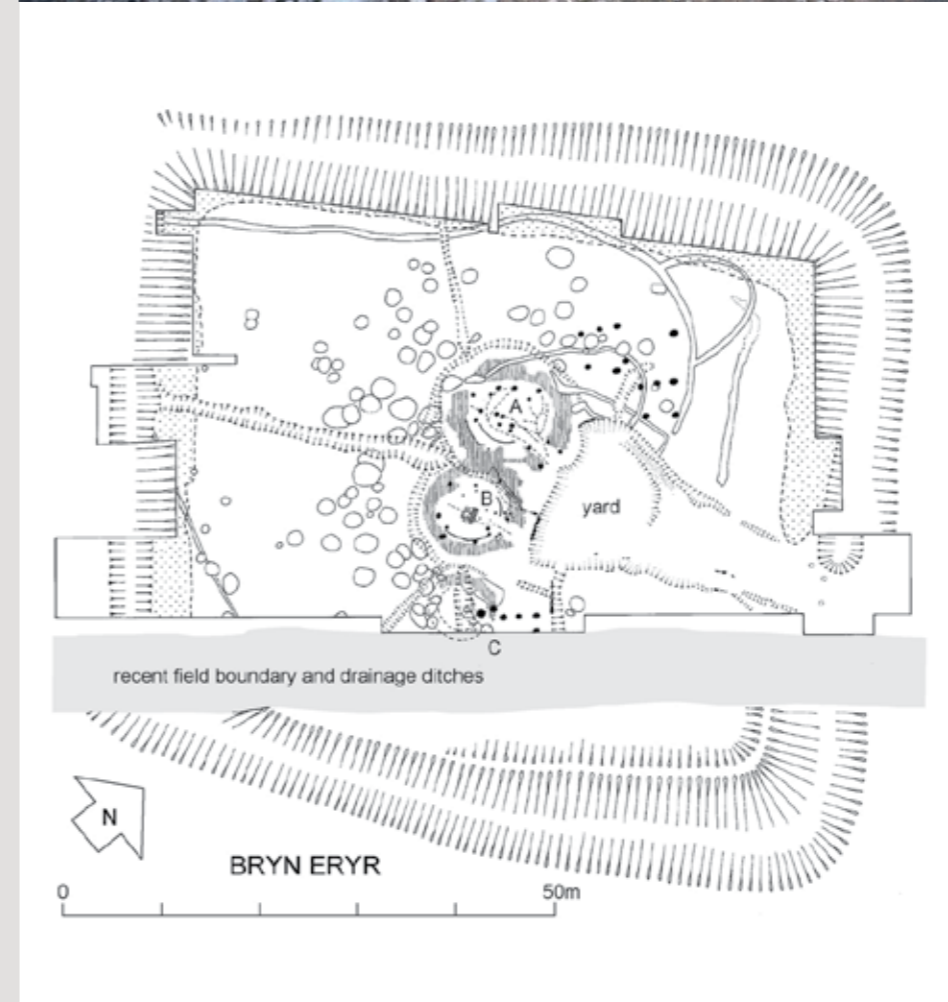 A
B
yard
C
recent field boundary and drainage ditches
N
BRYN ERYR
0 50m